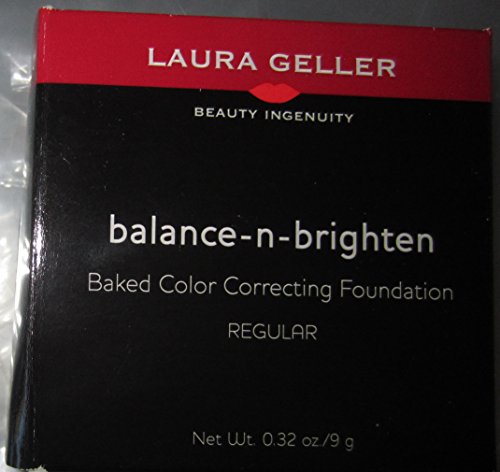 LAURA GELLER
BEAUTY INGENUITY
balance-n-brighten
Baked Color Correcting Foundation
REGULAR
Net Wt. 0.32 oz./9 g